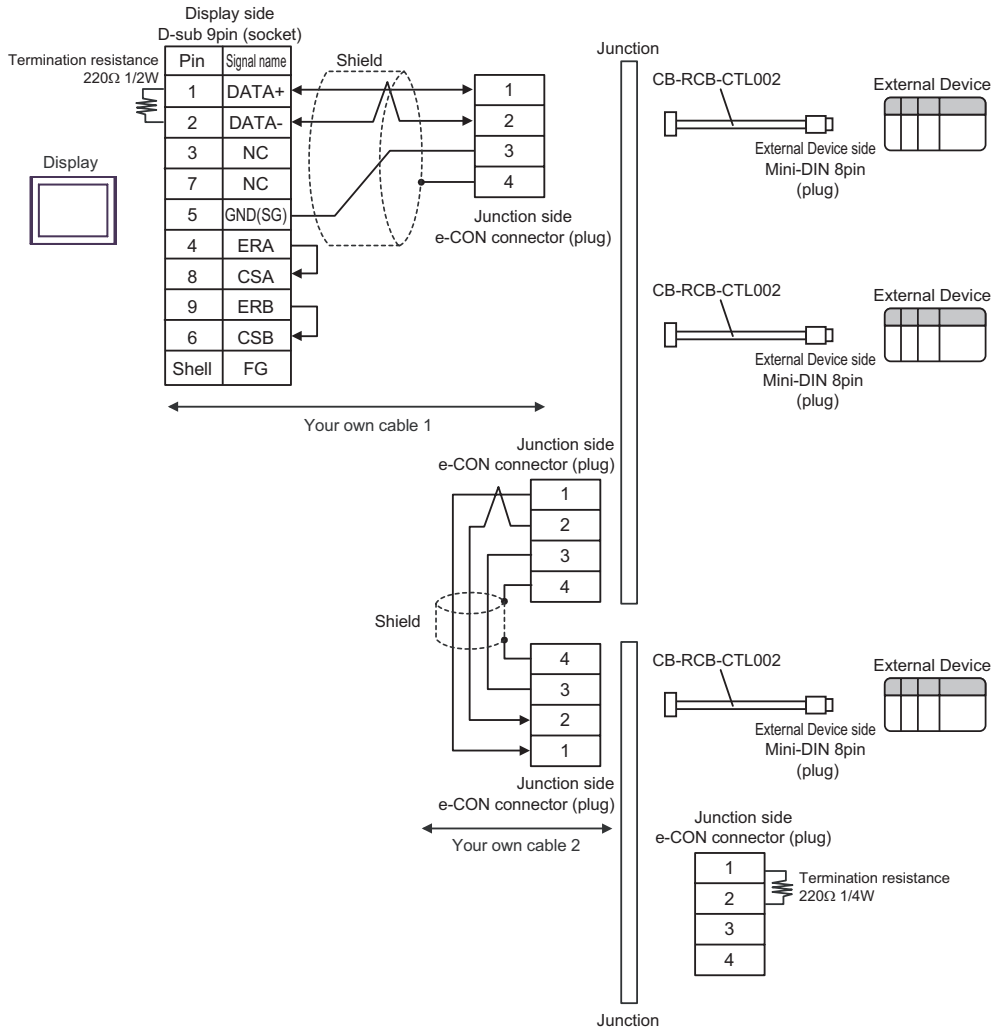 Display side
D-sub 9pin (socket)
Termination resistance
220Ω 1/2W
Pin Signal name
1 DATA+
2 DATA-
3 NC
7 NC
5 GND(SG)
4 ERA
8 CSA
9 ERB
6 CSB
Shell FG
Shield
Display
1
2
3
4
Junction side
e-CON connector (plug)
Your own cable 1
Junction
CB-RCB-CTL002
External Device
External Device side
Mini-DIN 8pin
(plug)
CB-RCB-CTL002
External Device
External Device side
Mini-DIN 8pin
(plug)
Junction side
e-CON connector (plug)
1
2
3
4
Shield
4
3
2
1
Junction side
e-CON connector (plug)
Your own cable 2
CB-RCB-CTL002
External Device
External Device side
Mini-DIN 8pin
(plug)
Junction side
e-CON connector (plug)
1
2
3
4
Termination resistance
220Ω 1/4W
Junction